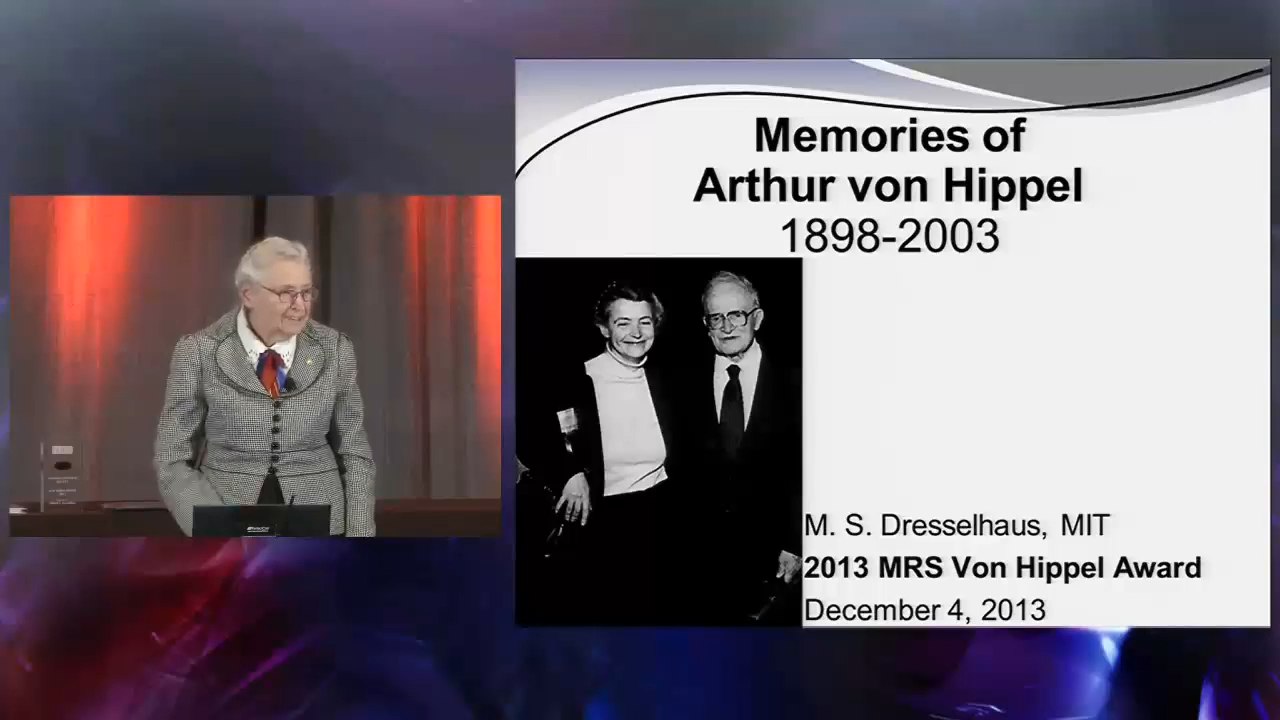 Memories of
Arthur von Hippel
1898-2003
M. S. Dresselhaus, MIT
2013 MRS Von Hippel Award
December 4, 2013